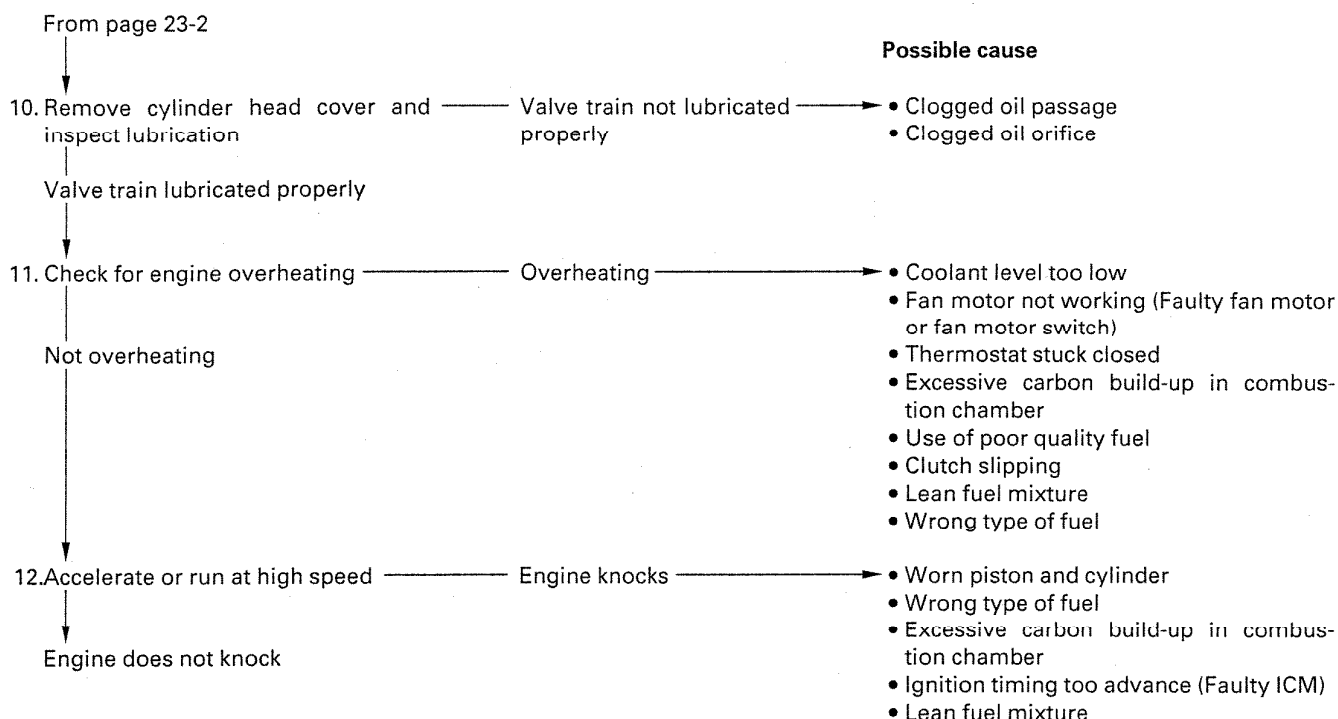 From page 23-2
Possible cause
10. Remove cylinder head cover and
inspect lubrication
Valve train not lubricated
properly
• Clogged oil passage
• Clogged oil orifice
Valve train lubricated properly
11. Check for engine overheating
Overheating
• Coolant level too low
• Fan motor not working (Faulty fan motor
or fan motor switch)
• Thermostat stuck closed
• Excessive carbon build-up in combus-
tion chamber
• Use of poor quality fuel
• Clutch slipping
• Lean fuel mixture
• Wrong type of fuel
Not overheating
12.Accelerate or run at high speed
Engine knocks
• Worn piston and cylinder
• Wrong type of fuel
• Excessive carbon build-up in combus-
tion chamber
• Ignition timing too advance (Faulty ICM)
• Lean fuel mixture
Engine does not knock